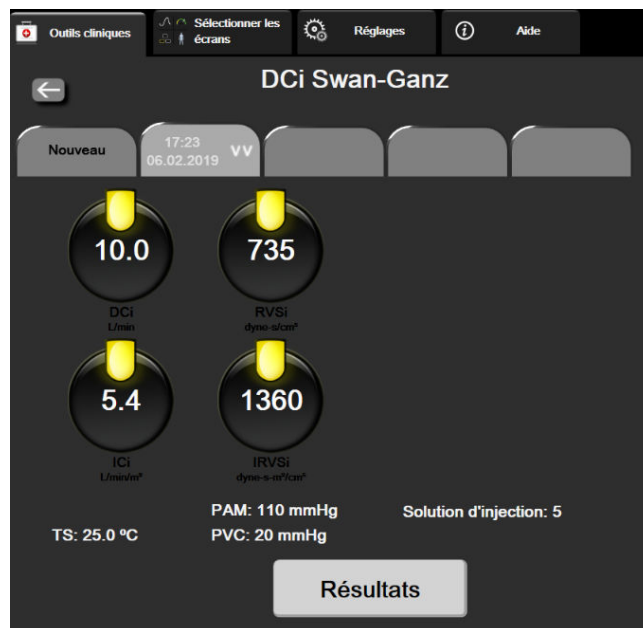 Outils cliniques
Sélectionner les
écrans
Réglages
Aide
DCi Swan-Ganz
Nouveau
17:23
06.02.2019
10.0
735
DCi
L/min
RVSi
dyne-s/cm⁵
5.4
1360
ICi
L/min/m²
IRVSi
dyne-s-m²/cm⁵
PAM: 110 mmHg
Solution d'injection: 5
TS: 25.0 ºC
PVC: 20 mmHg
Résultats